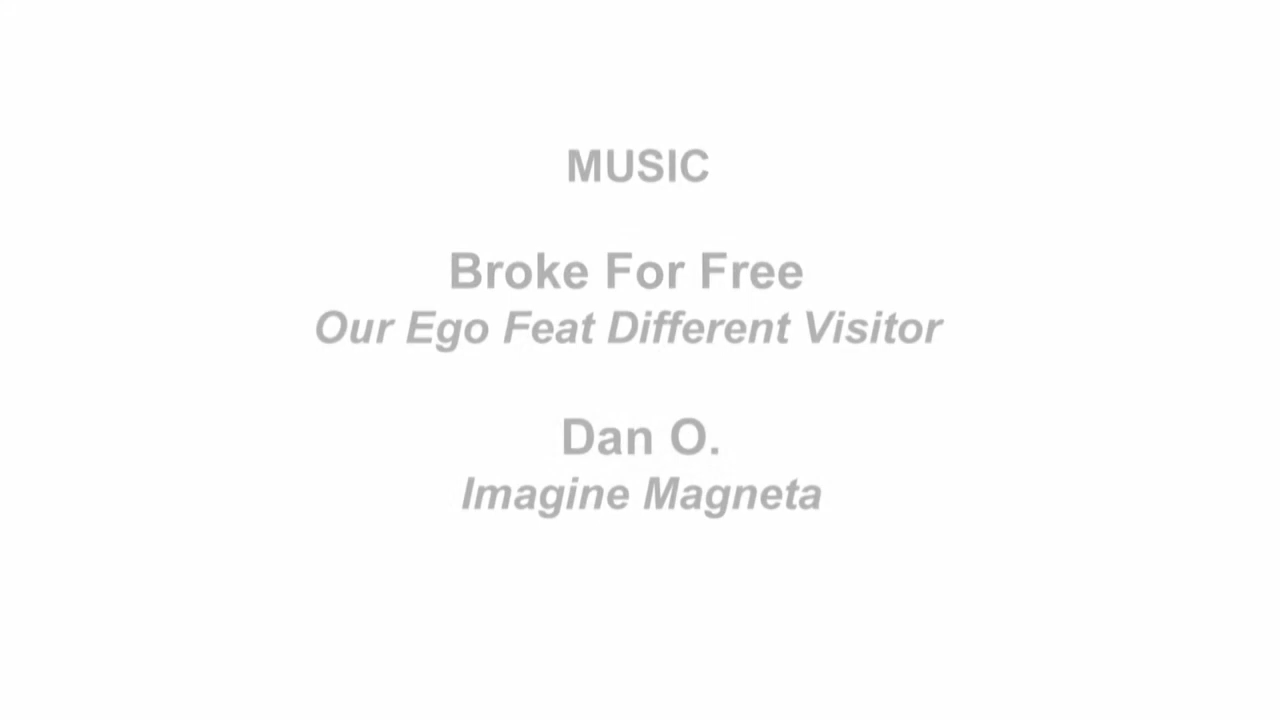 MUSIC
Broke For Free
Our Ego Feat Different Visitor
Dan O.
Imagine Magneta